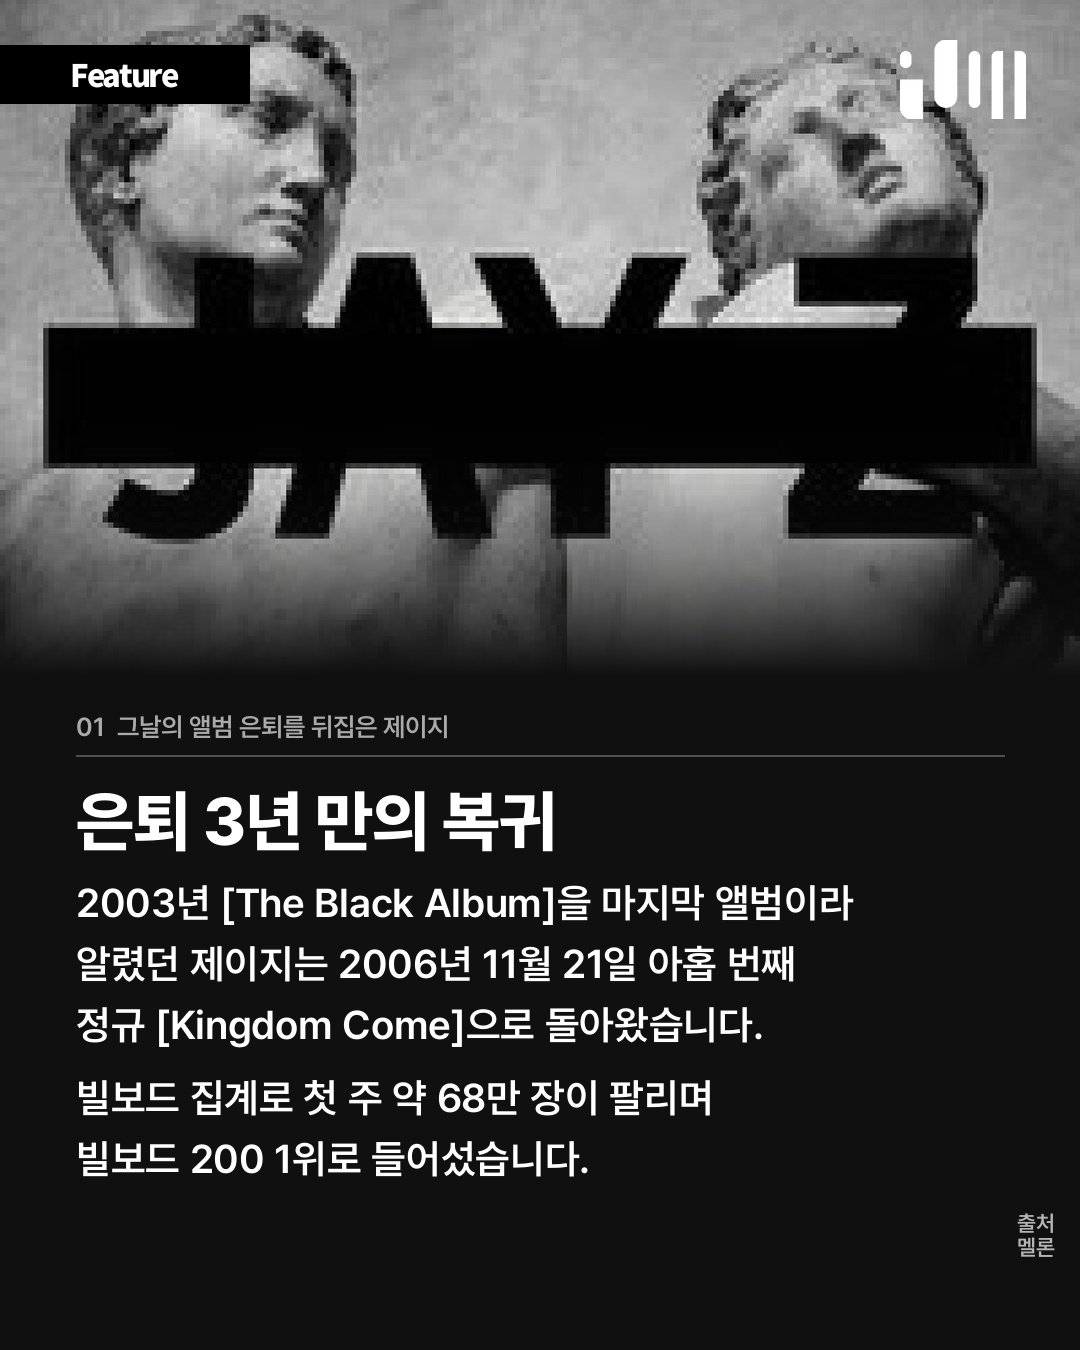 Feature
JAY Z
01 그날의 앨범 은퇴를 뒤집은 제이지
은퇴 3년 만의 복귀
2003년 [The Black Album]을 마지막 앨범이라
알렸던 제이지는 2006년 11월 21일 아홉 번째
정규 [Kingdom Come]으로 돌아왔습니다.
빌보드 집계로 첫 주 약 68만 장이 팔리며
빌보드 200 1위로 들어섰습니다.
출처
멜론